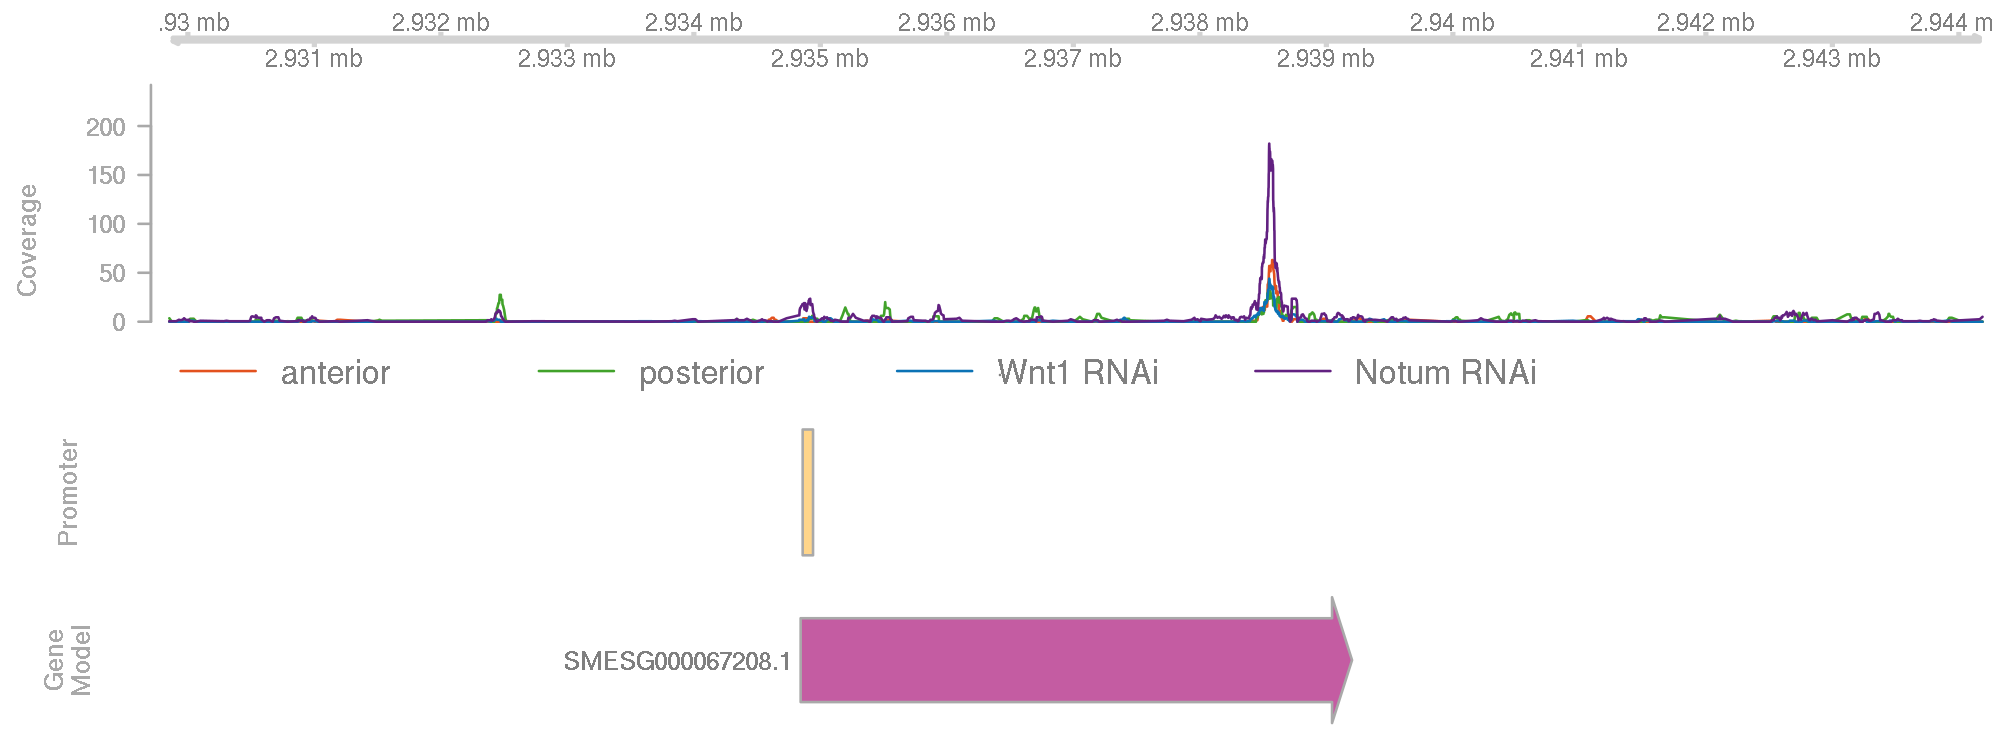 .93 mb 2.932 mb 2.934 mb 2.936 mb 2.938 mb 2.94 mb 2.942 mb 2.944 m
2.931 mb 2.933 mb 2.935 mb 2.937 mb 2.939 mb 2.941 mb 2.943 mb
Coverage
200
150
100
50
0
anterior posterior Wnt1 RNAi Notum RNAi
Promoter
Gene
Model
SMESG000067208.1